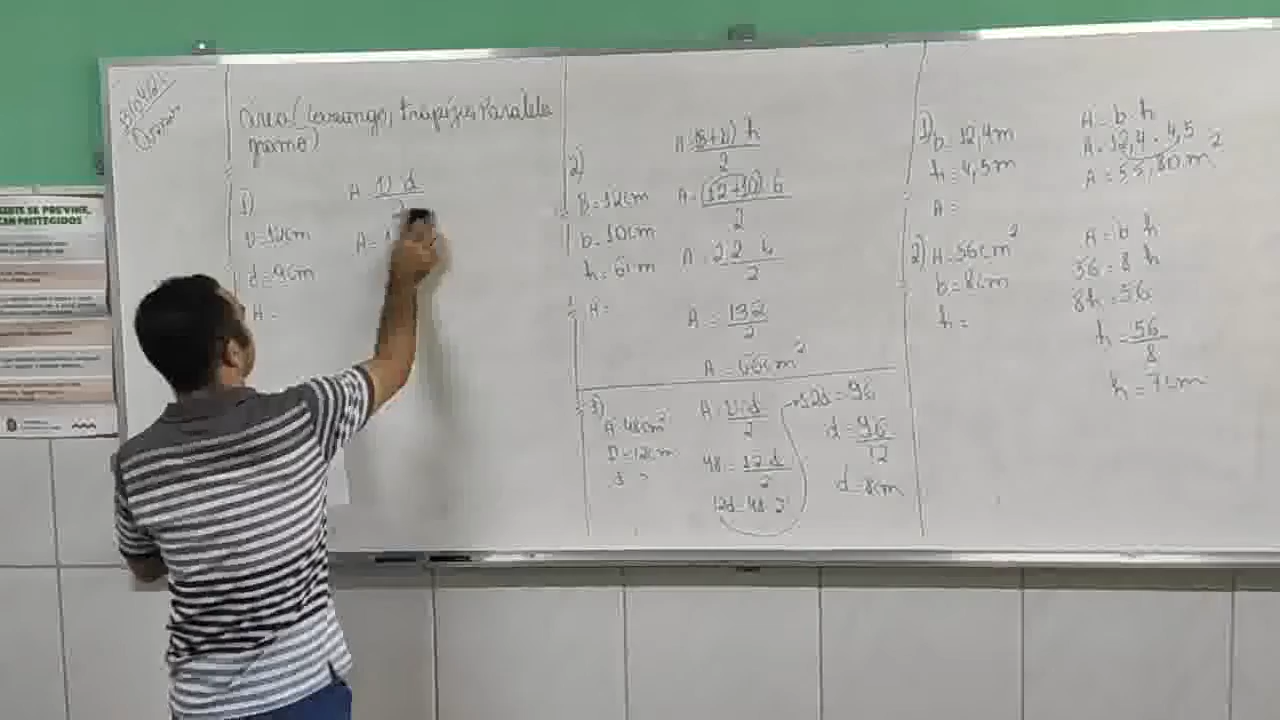 área (losango, trapézio, Paralelo
gramo)
1)
A = D.d
2
D=12cm
A=
d=9cm
A=
2)
A=(B+b).h
2
B=12cm
A=(12+10).6
2
b=10cm
h=6cm
A=22.6
2
A=
A=132
2
A=66cm²
3)
A=48cm²
D=12cm
d=?
A=D.d
2
48=12.d
2
12d=48.2
12d=96
d=96
12
d=8cm
1) b=12,4m
h=4,5m
A=
A=b.h
A=12,4.4,5
A=55,80m²
2) A=56cm²
b=8cm
h=
A=b.h
56=8.h
8h=56
h=56
8
h=7cm